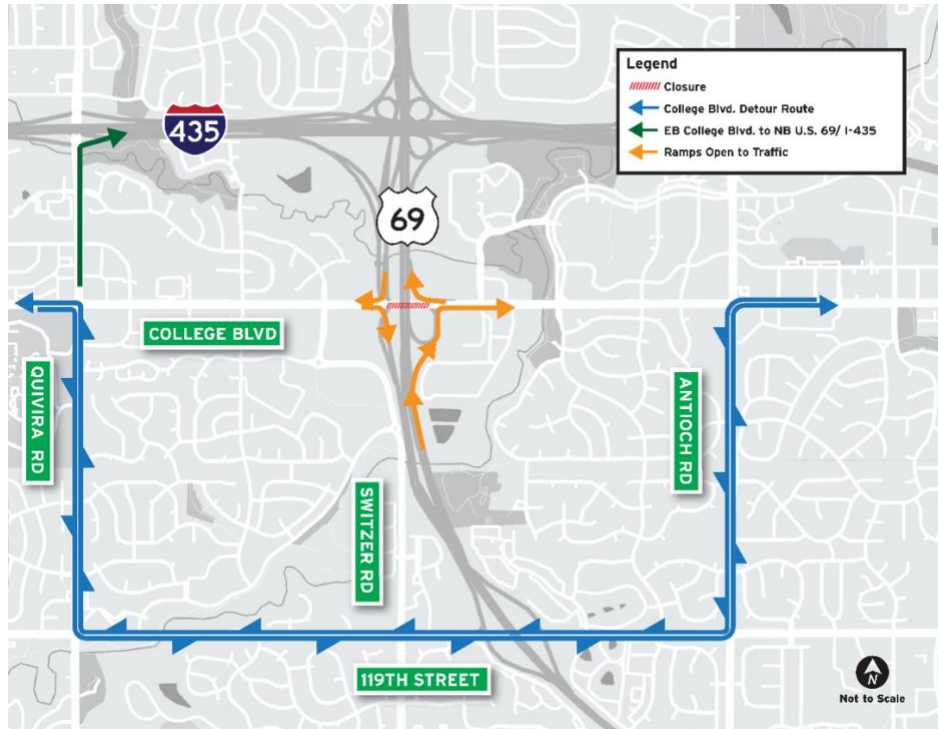 Legend
Closure
College Blvd. Detour Route
EB College Blvd. to NB U.S. 69/ I-435
Ramps Open to Traffic
435
69
COLLEGE BLVD
QUIVIRA RD
ANTIOCH RD
SWITZER RD
119TH STREET
N
Not to Scale